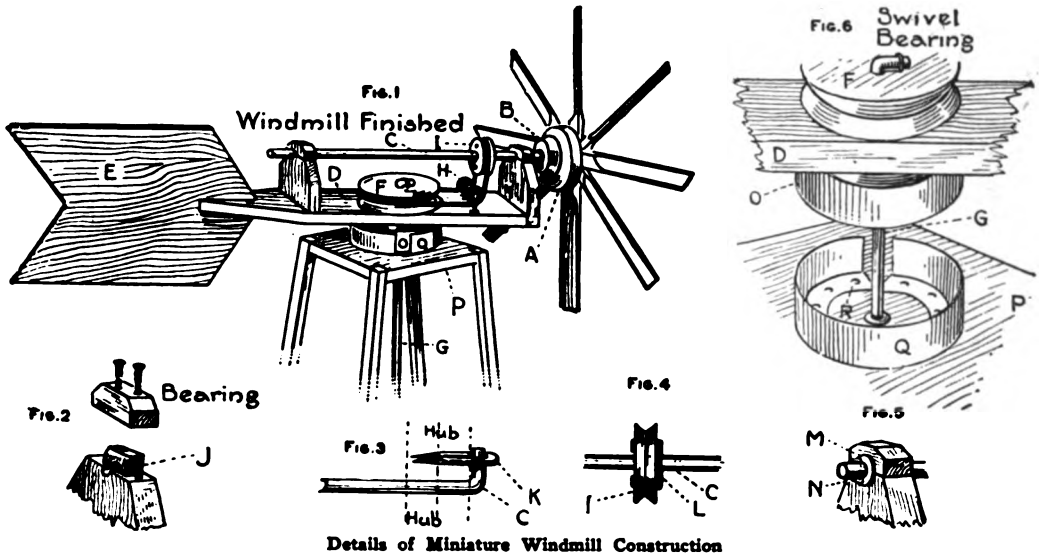 Fig.1
Windmill Finished
E
D
C
I
B
H
F
A
O
Q
P
G
Fig.6
Swivel
Bearing
F
D
O
G
R
P
Q
Fig.2
Bearing
J
Fig.3
Hub
K
C
Hub
Fig.4
I
L
C
Fig.5
M
N
Details of Miniature Windmill Construction